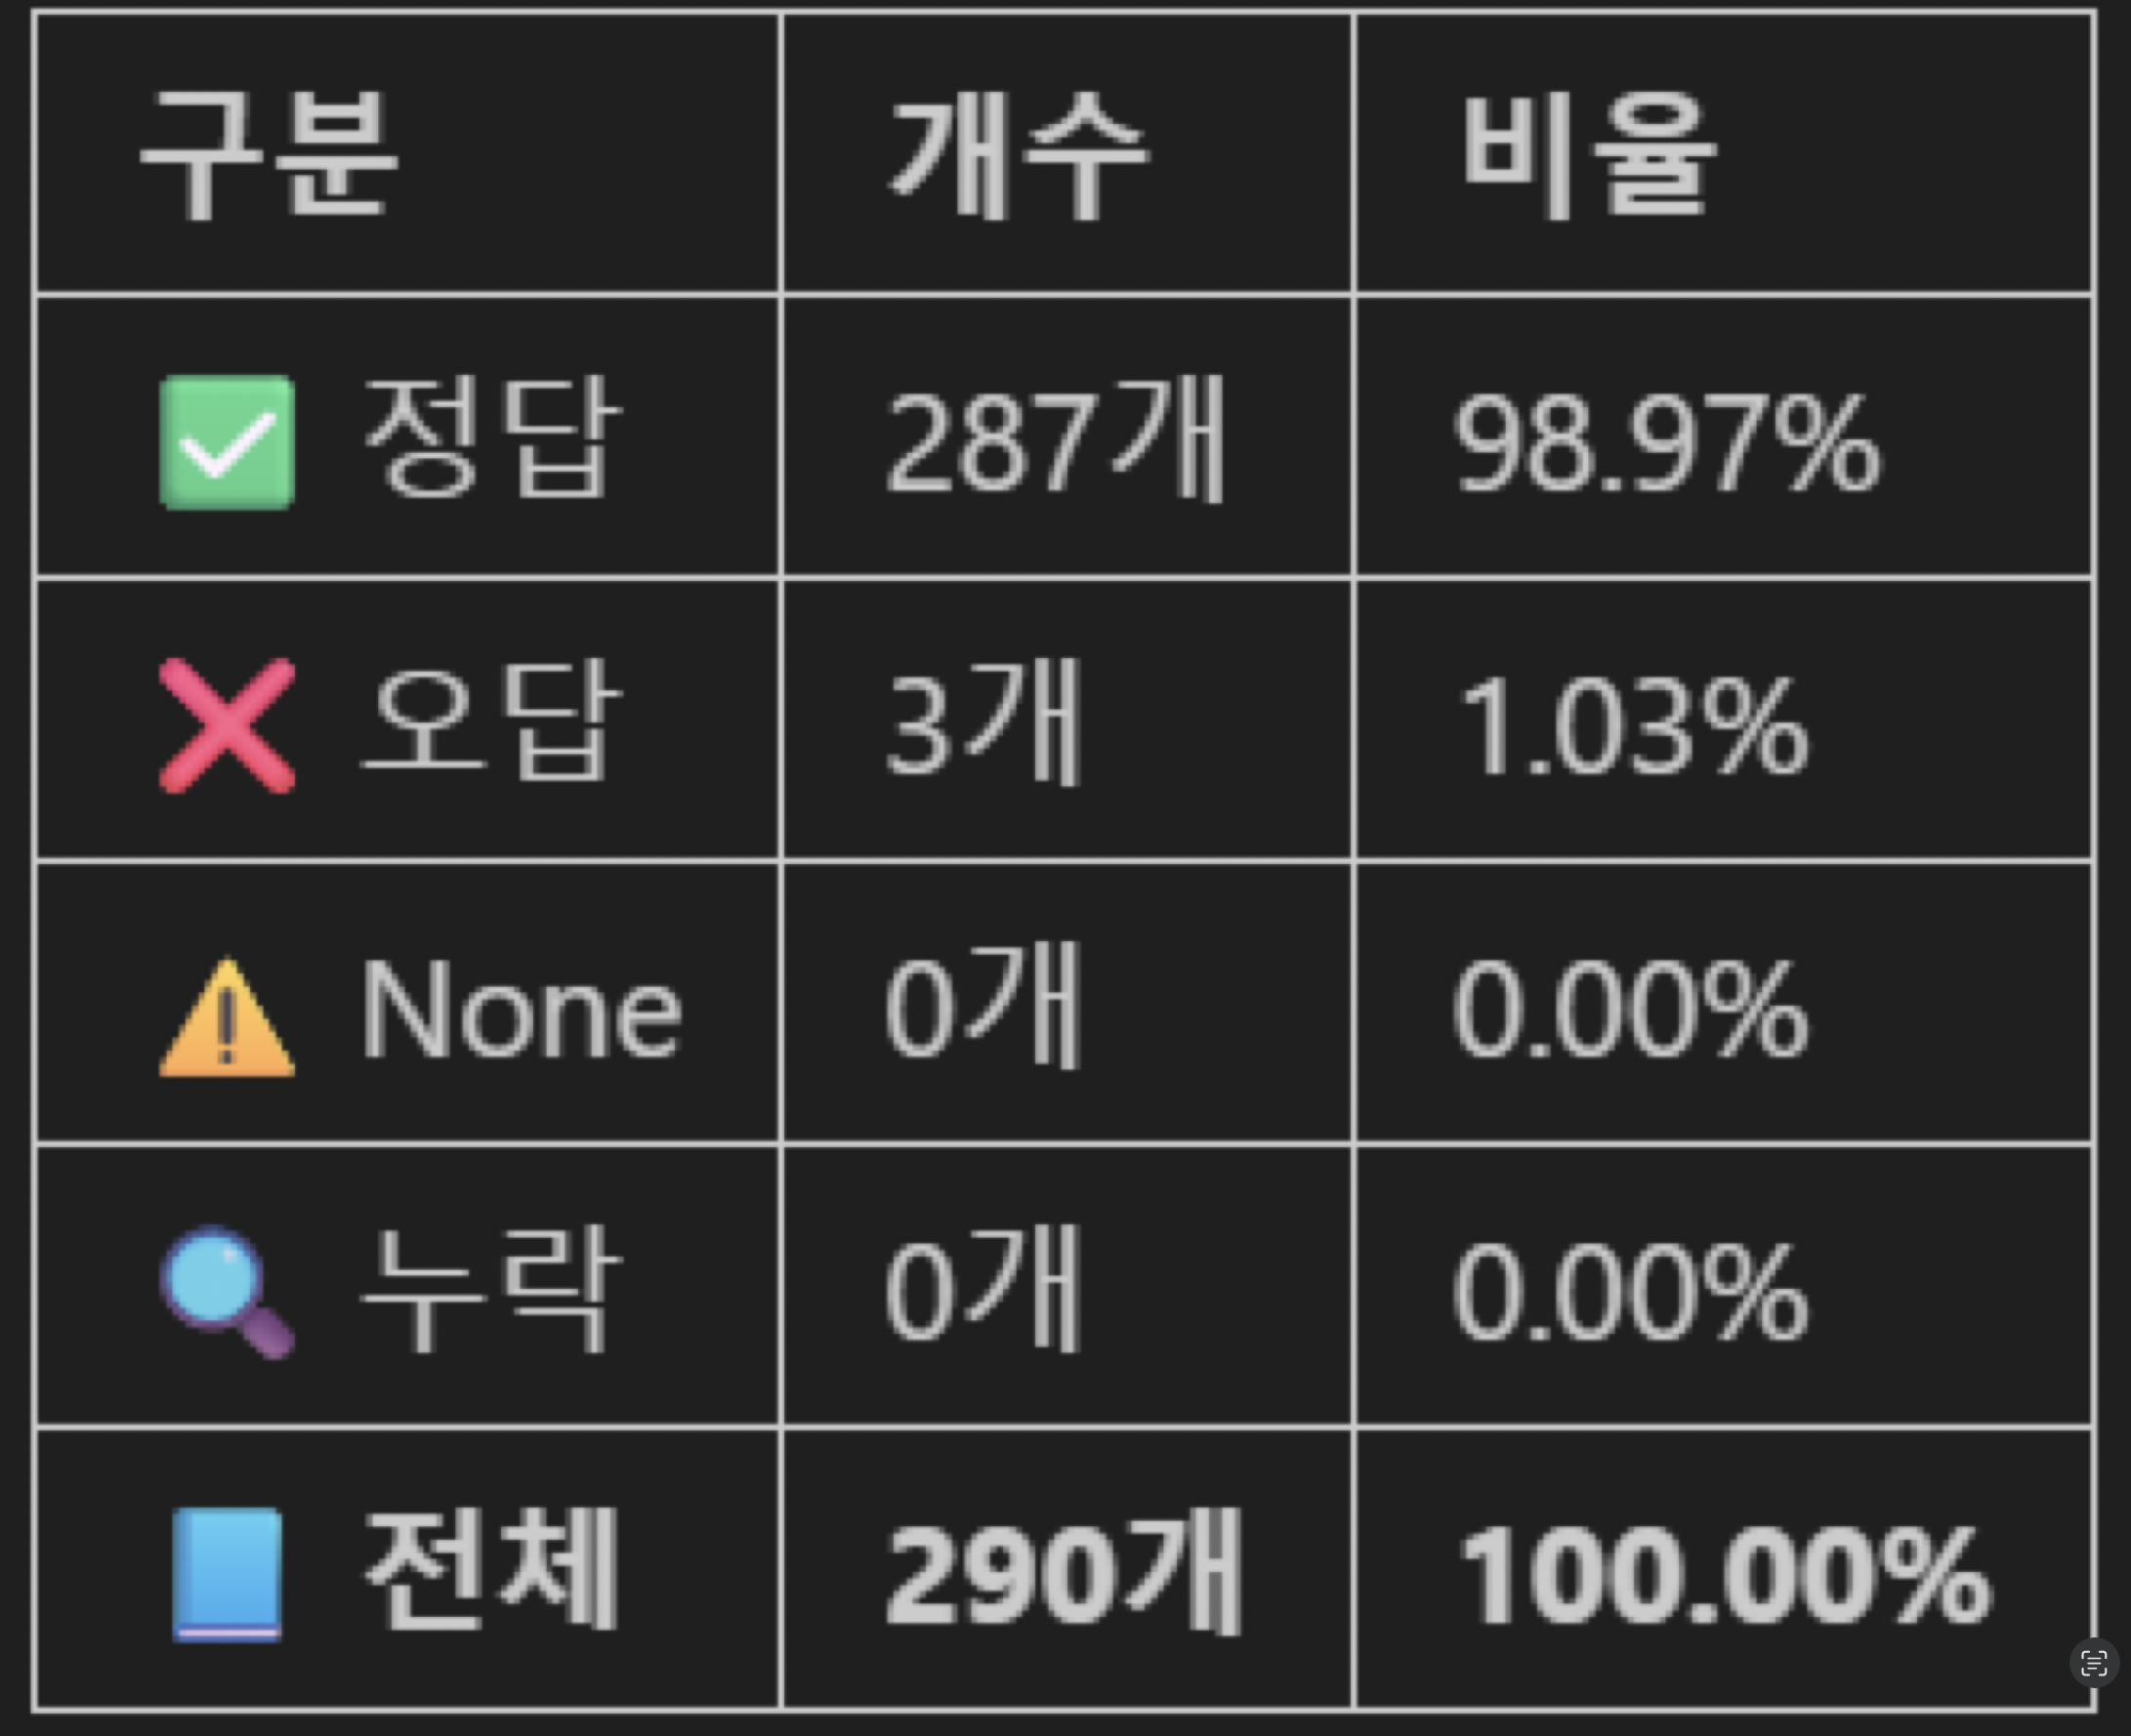 구분 개수 비율
✅ 정답 287개 98.97%
❌ 오답 3개 1.03%
⚠️ None 0개 0.00%
🔍 누락 0개 0.00%
📘 전체 290개 100.00%